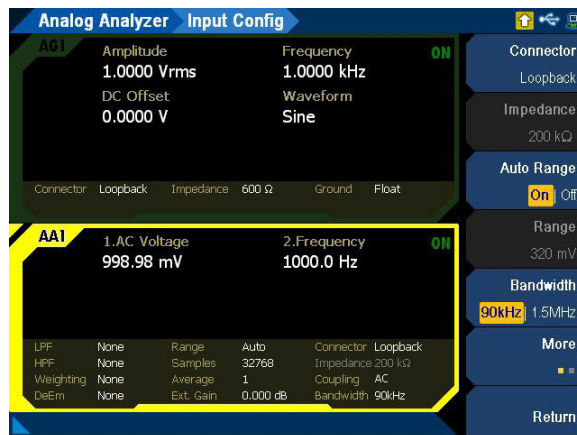 Analog Analyzer Input Config
AG1
Amplitude Frequency ON
1.0000 Vrms 1.0000 kHz
DC Offset Waveform
0.0000 V Sine
Connector Loopback Impedance 600 Ω Ground Float
AA1
1.AC Voltage 2.Frequency ON
998.98 mV 1000.0 Hz
LPF None Range Auto Connector Loopback
HPF None Samples 32768 Impedance 200 kΩ
Weighting None Average 1 Coupling AC
DeEm None Ext. Gain 0.000 dB Bandwidth 90kHz
Connector
Loopback
Impedance
200 kΩ
Auto Range
On | Off
Range
320 mV
Bandwidth
90kHz | 1.5MHz
More
Return